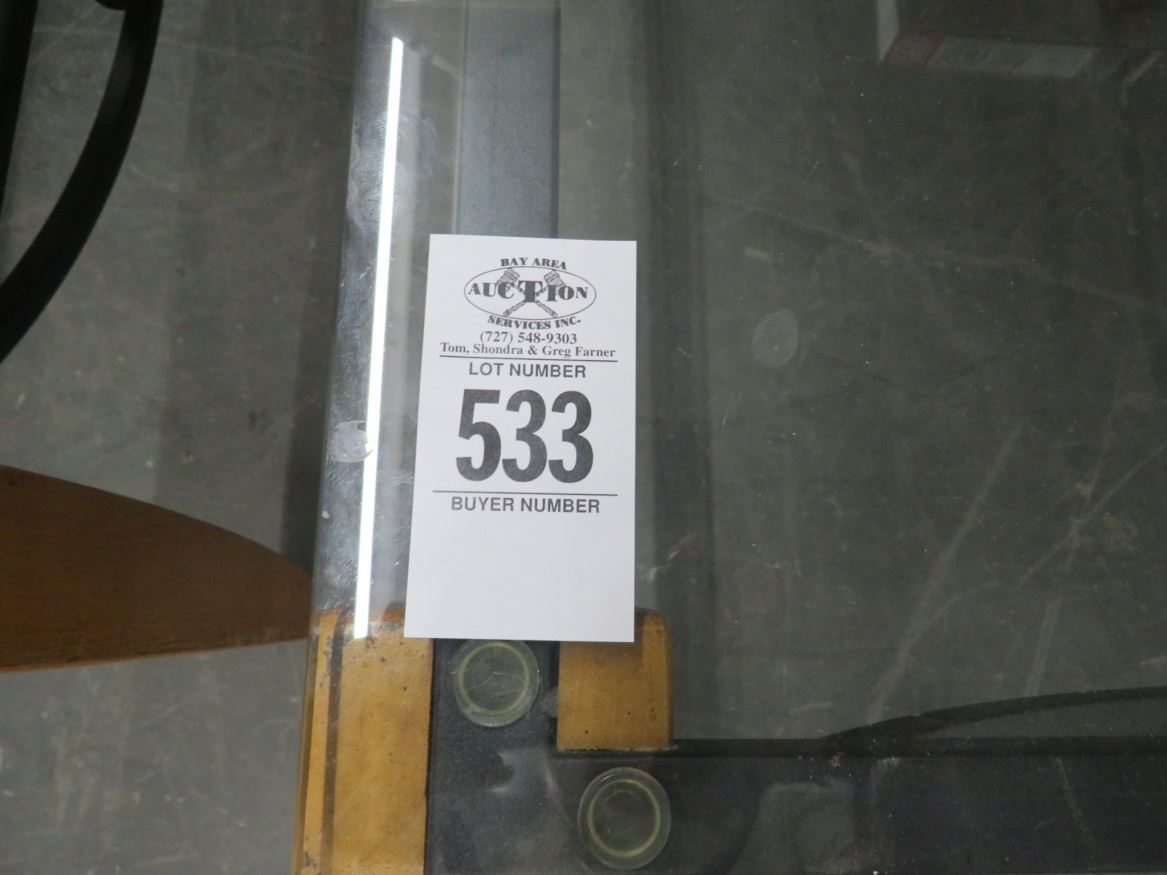 BAY AREA
AUCTION
SERVICES INC.
(727) 548-9303
Tom, Shondra & Greg Farner
LOT NUMBER
533
BUYER NUMBER